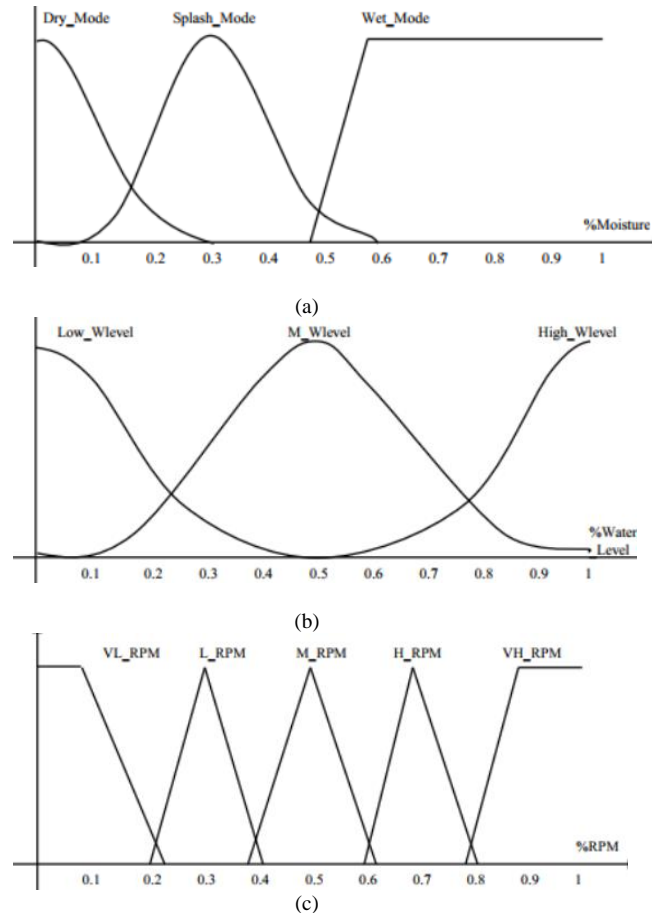 Dry_Mode Splash_Mode Wet_Mode
%Moisture
0.1 0.2 0.3 0.4 0.5 0.6 0.7 0.8 0.9 1
(a)
Low_Wlevel M_Wlevel High_Wlevel
%Water
Level
0.1 0.2 0.3 0.4 0.5 0.6 0.7 0.8 0.9 1
(b)
VL_RPM L_RPM M_RPM H_RPM VH_RPM
%RPM
0.1 0.2 0.3 0.4 0.5 0.6 0.7 0.8 0.9 1
(c)